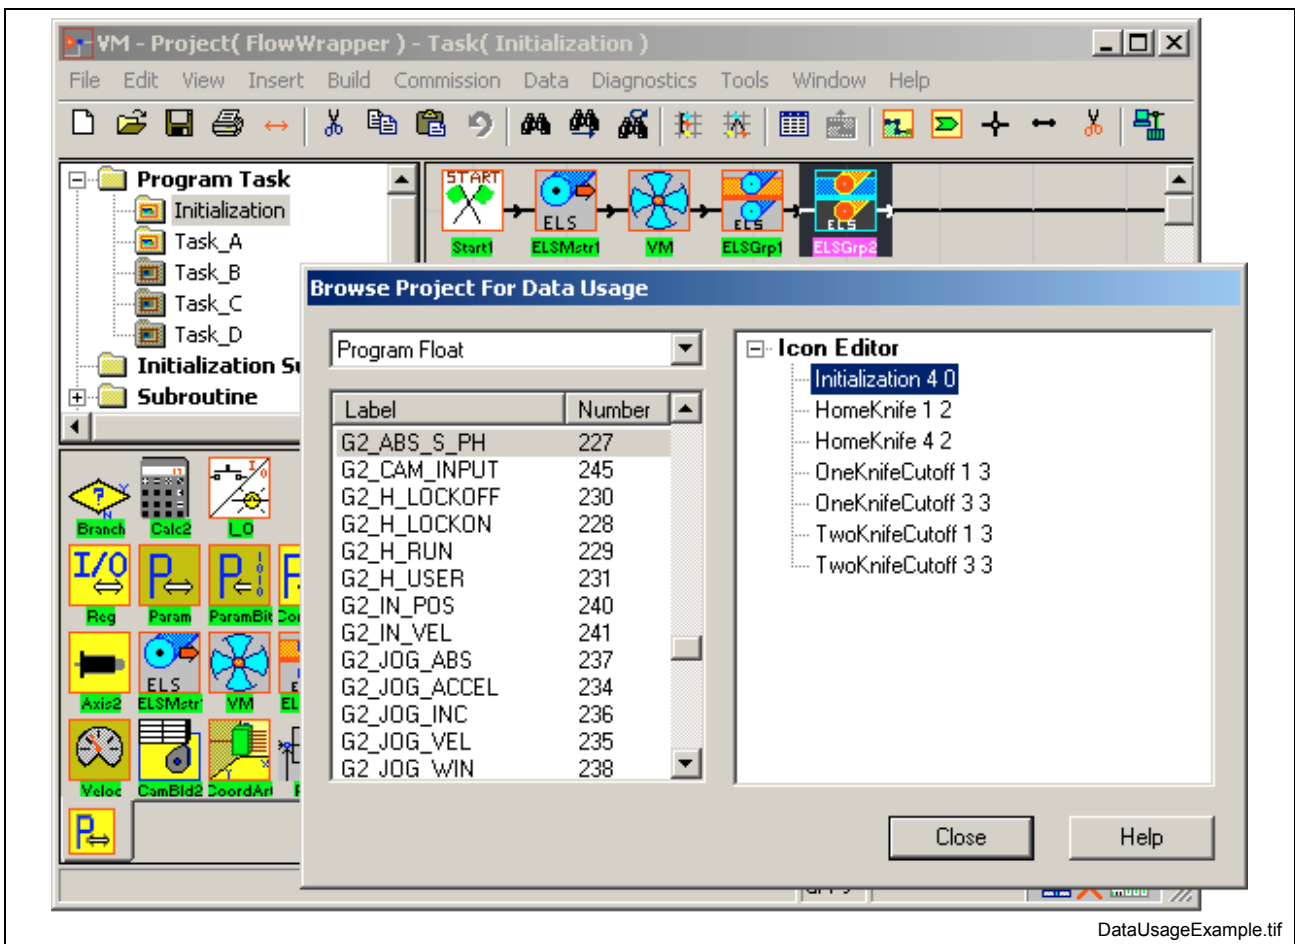 VM - Project( FlowWrapper ) - Task( Initialization )
File Edit View Insert Build Commission Data Diagnostics Tools Window Help
Program Task
Initialization
Task_A
Task_B
Task_C
Task_D
Initialization
Subroutine
START
ELS
ELS
ELS
Start1 ELSMstr1 VM ELSGrp1 ELSGrp2
Browse Project For Data Usage
Program Float
Label Number
G2_ABS_S_PH 227
G2_CAM_INPUT 245
G2_H_LOCKOFF 230
G2_H_LOCKON 228
G2_H_RUN 229
G2_H_USER 231
G2_IN_POS 240
G2_IN_VEL 241
G2_JOG_ABS 237
G2_JOG_ACCEL 234
G2_JOG_INC 236
G2_JOG_VEL 235
G2_JOG_WIN 238
Icon Editor
Initialization 4 0
HomeKnife 1 2
HomeKnife 4 2
OneKnifeCutoff 1 3
OneKnifeCutoff 3 3
TwoKnifeCutoff 1 3
TwoKnifeCutoff 3 3
Close Help
? Y N
I/O
Branch Calc2 I_O
I/O P P
Reg Param ParamBit
ELS
Axis2 ELSMstr VM EL
Veloc CamBld2 CoordArt
P
DataUsageExample.tif